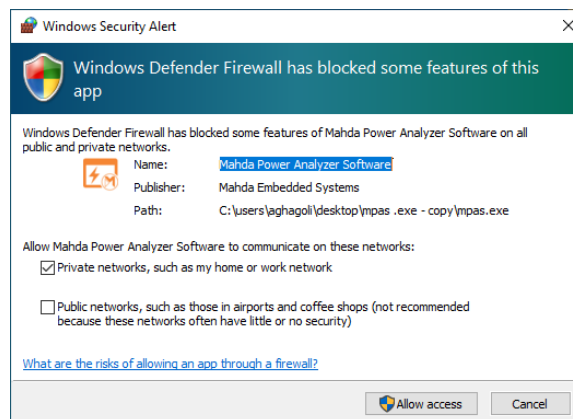 Windows Security Alert
Windows Defender Firewall has blocked some features of this
app
Windows Defender Firewall has blocked some features of Mahda Power Analyzer Software on all
public and private networks.
Name: Mahda Power Analyzer Software
Publisher: Mahda Embedded Systems
Path: C:\users\aghagoli\desktop\mpas .exe - copy\mpas.exe
Allow Mahda Power Analyzer Software to communicate on these networks:
Private networks, such as my home or work network
Public networks, such as those in airports and coffee shops (not recommended
because these networks often have little or no security)
What are the risks of allowing an app through a firewall?
Allow access Cancel